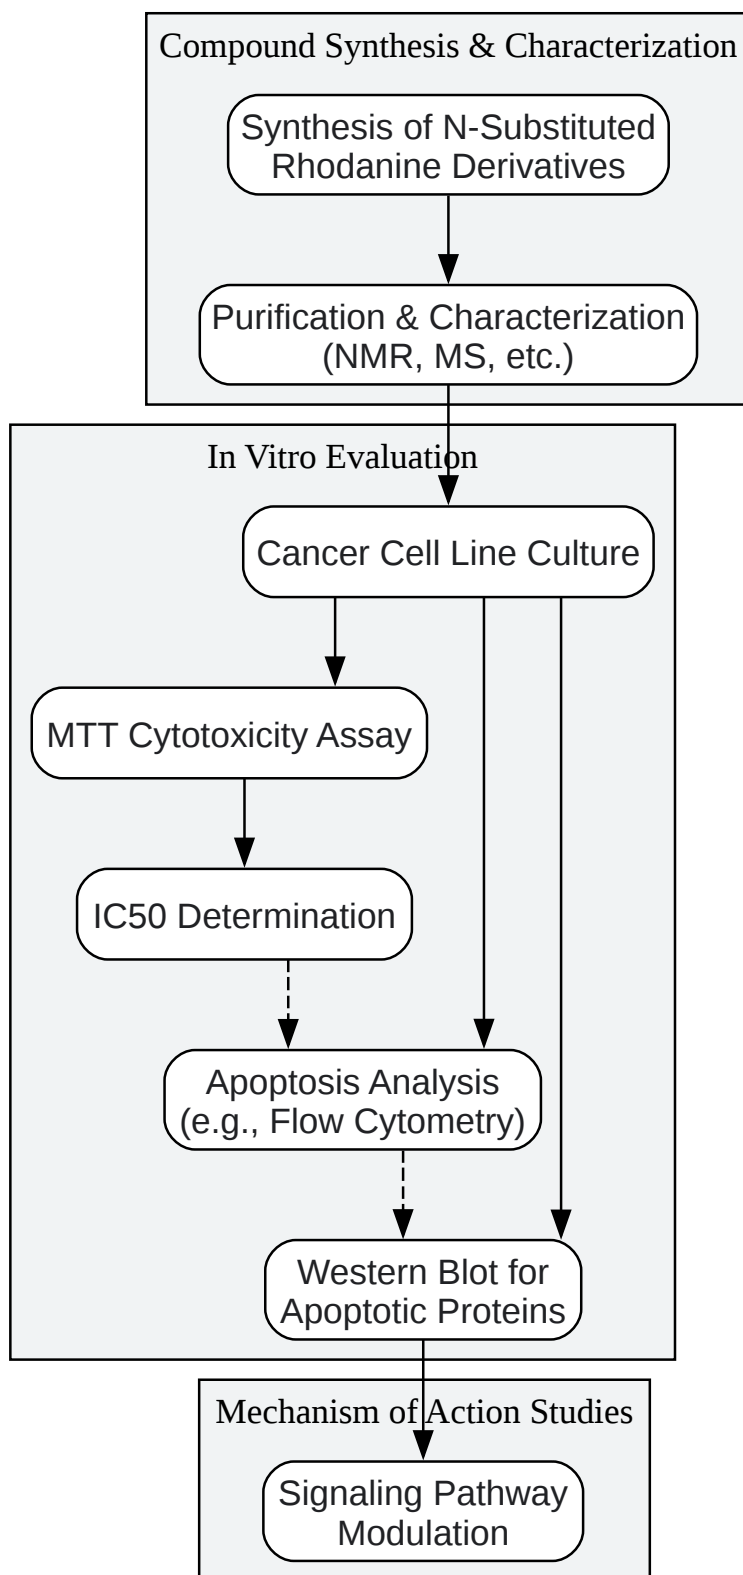 Compound Synthesis & Characterization
Synthesis of N-Substituted
Rhodanine Derivatives
Purification & Characterization
(NMR, MS, etc.)
In Vitro Evaluation
Cancer Cell Line Culture
MTT Cytotoxicity Assay
IC50 Determination
Apoptosis Analysis
(e.g., Flow Cytometry)
Western Blot for
Apoptotic Proteins
Mechanism of Action Studies
Signaling Pathway
Modulation